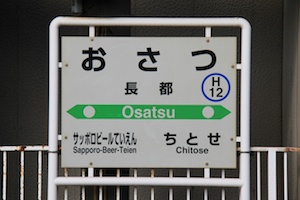 おさつ
長都
H
12
Osatsu
サッポロビールていえん
Sapporo-Beer-Teien
ちとせ
Chitose